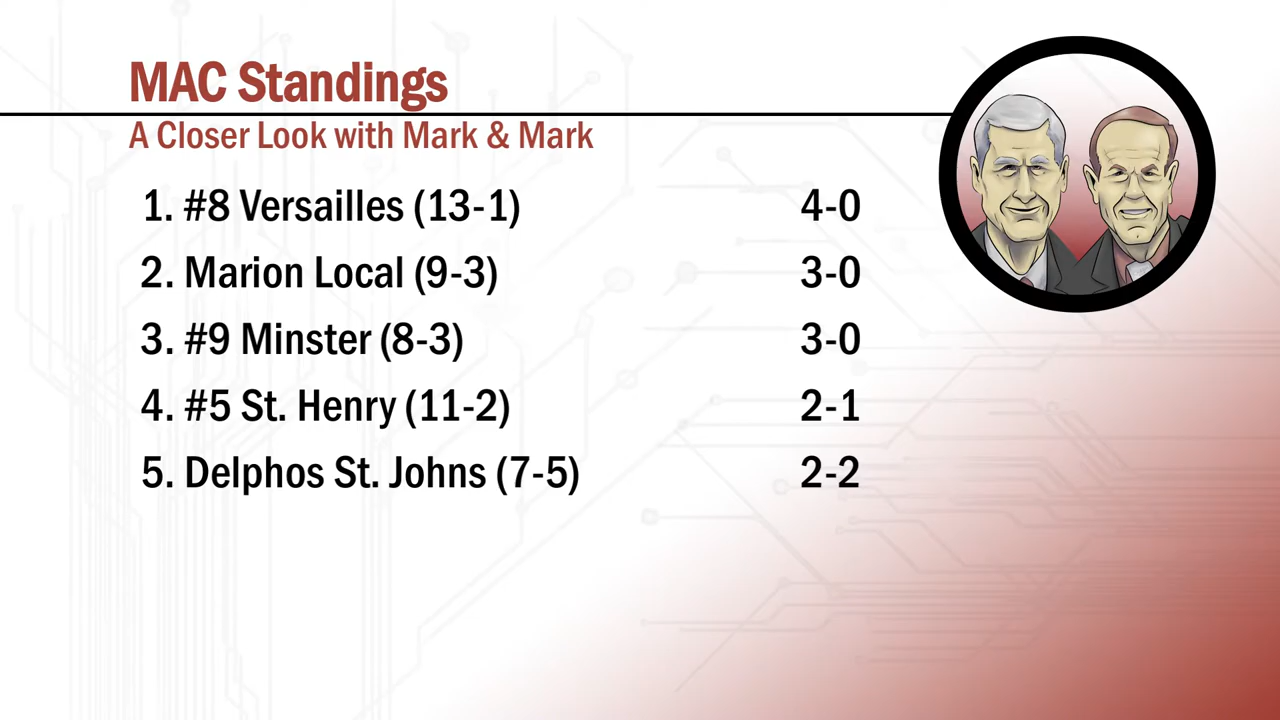 MAC Standings
A Closer Look with Mark & Mark
1. #8 Versailles (13-1) 4-0
2. Marion Local (9-3) 3-0
3. #9 Minster (8-3) 3-0
4. #5 St. Henry (11-2) 2-1
5. Delphos St. Johns (7-5) 2-2